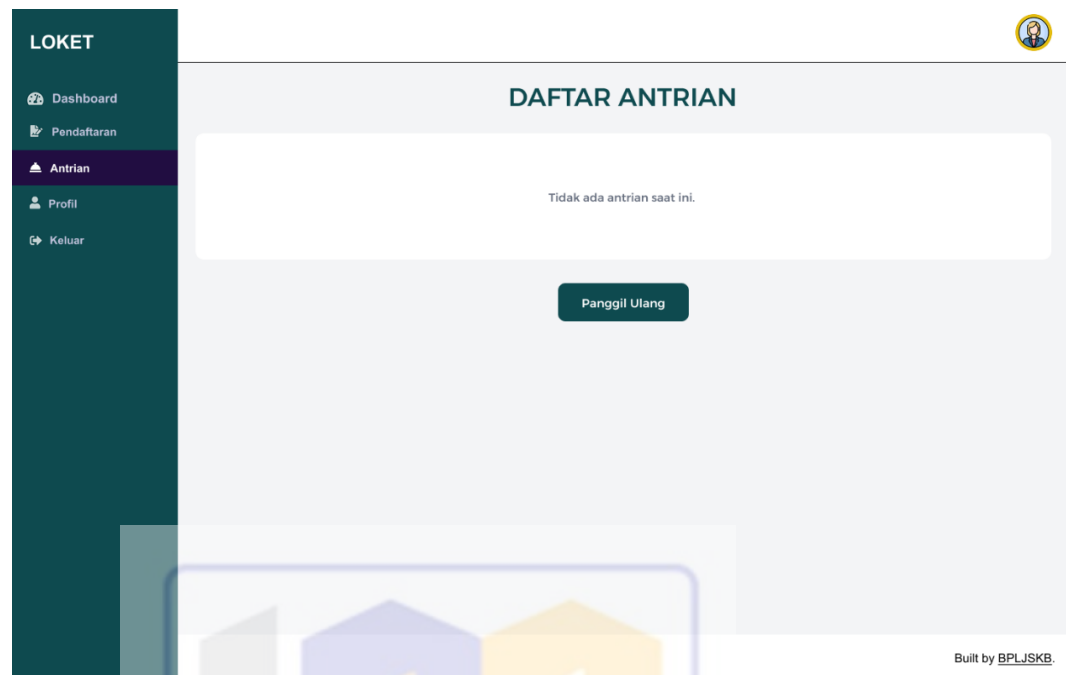 LOKET
Dashboard
Pendaftaran
Antrian
Profil
Keluar
DAFTAR ANTRIAN
Tidak ada antrian saat ini.
Panggil Ulang
Built by BPLJSKB.